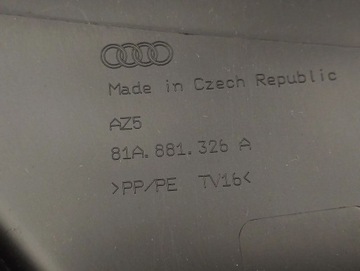 Made in Czech Republic
AZ5
81A.881.326 A
>PP/PE TV16<